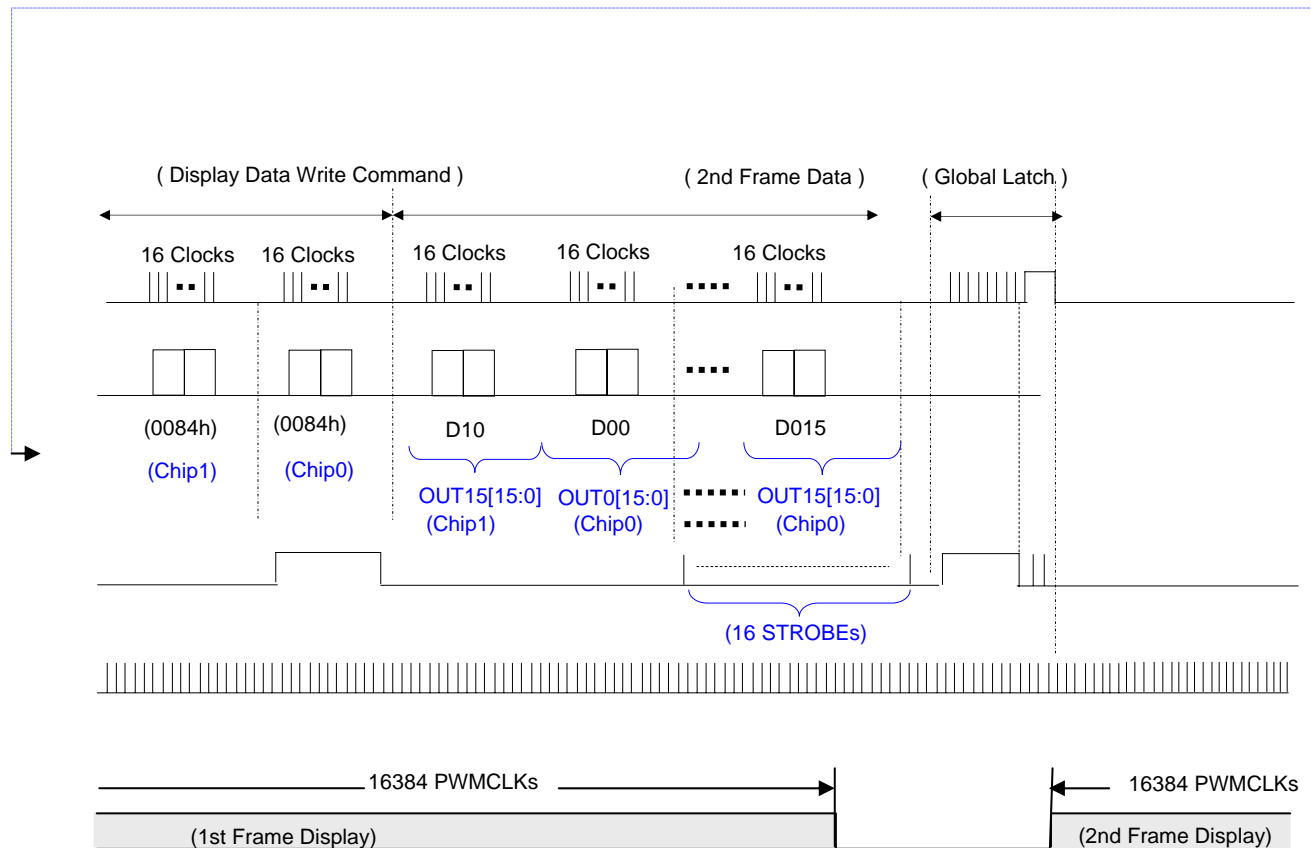 ( Display Data Write Command )
( 2nd Frame Data )
( Global Latch )
16 Clocks
16 Clocks
16 Clocks
16 Clocks
16 Clocks
(0084h)
(0084h)
D10
D00
D015
(Chip1)
(Chip0)
OUT15[15:0]
(Chip1)
OUT0[15:0]
(Chip0)
OUT15[15:0]
(Chip0)
(16 STROBEs)
16384 PWMCLKs
16384 PWMCLKs
(1st Frame Display)
(2nd Frame Display)